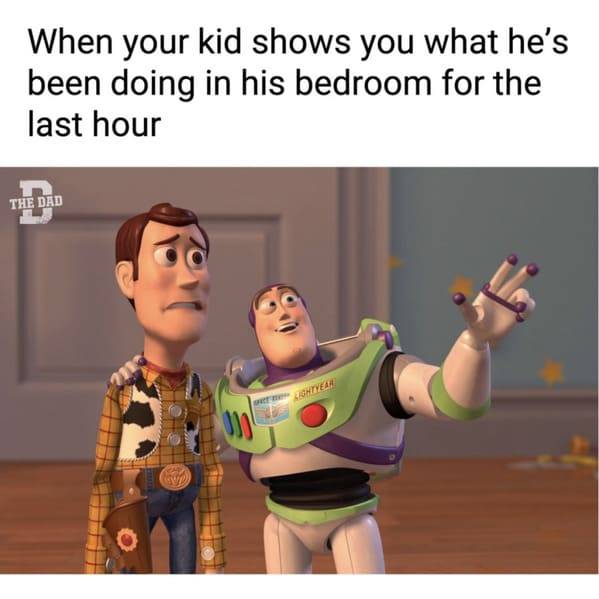 When your kid shows you what he's
been doing in his bedroom for the
last hour
D
THE DAD
LIGHTYEAR